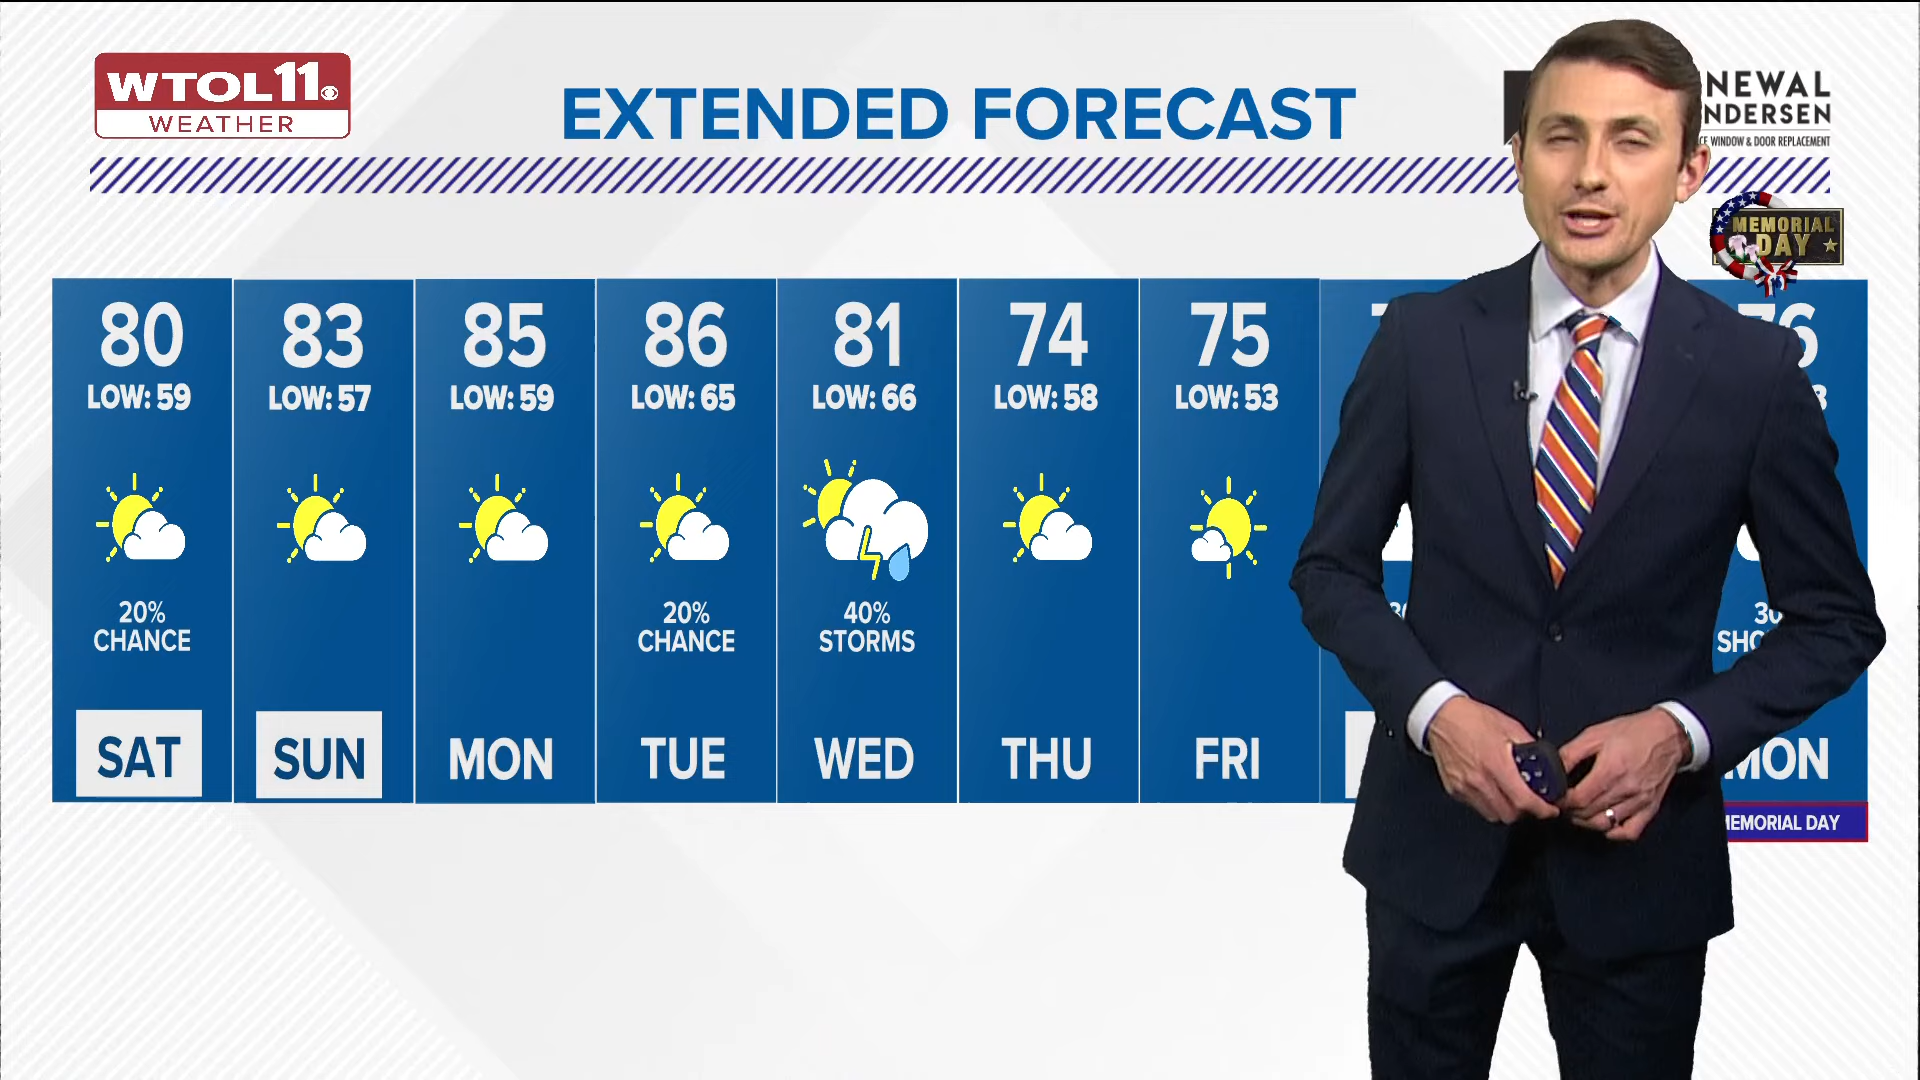 WTOL11
WEATHER
EXTENDED FORECAST
NEWAL
NDERSEN
WINDOW & DOOR REPLACEMENT
MEMORIAL
DAY
80
LOW: 59
20%
CHANCE
SAT
83
LOW: 57
SUN
85
LOW: 59
MON
86
LOW: 65
20%
CHANCE
TUE
81
LOW: 66
40%
STORMS
WED
74
LOW: 58
THU
75
LOW: 53
FRI
MON
MEMORIAL DAY